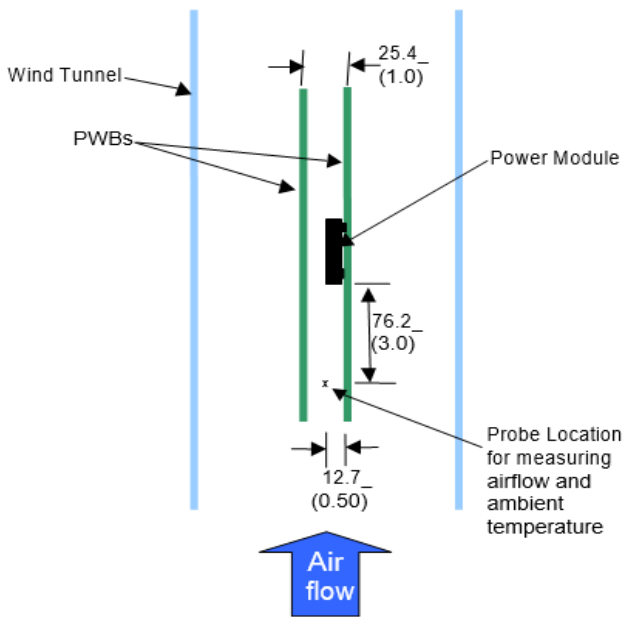 25.4_
(1.0)
Wind Tunnel
PWBs
Power Module
76.2_
(3.0)
x
Probe Location
for measuring
airflow and
ambient
temperature
12.7_
(0.50)
Air
flow